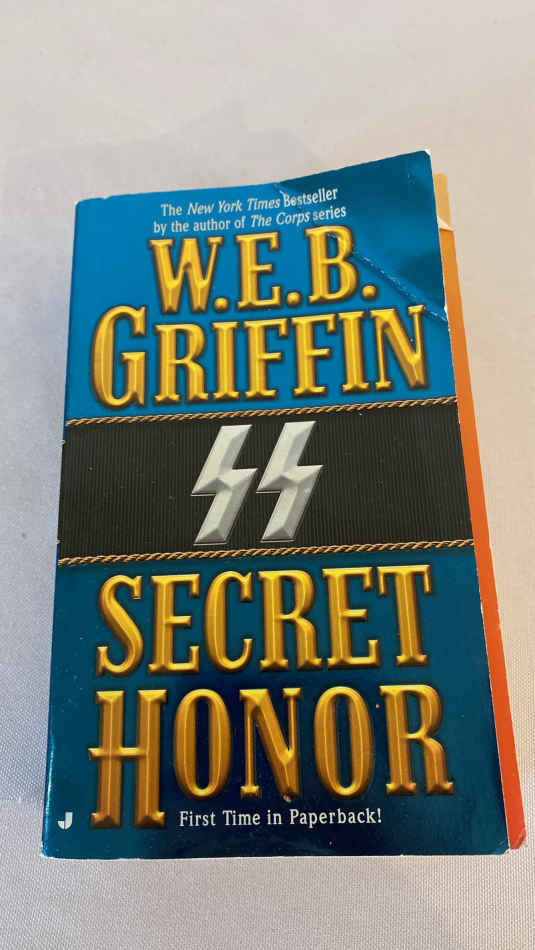 The New York Times Bestseller
by the author of The Corps series
W.E.B.
GRIFFIN
SS
SECRET
HONOR
J
First Time in Paperback!